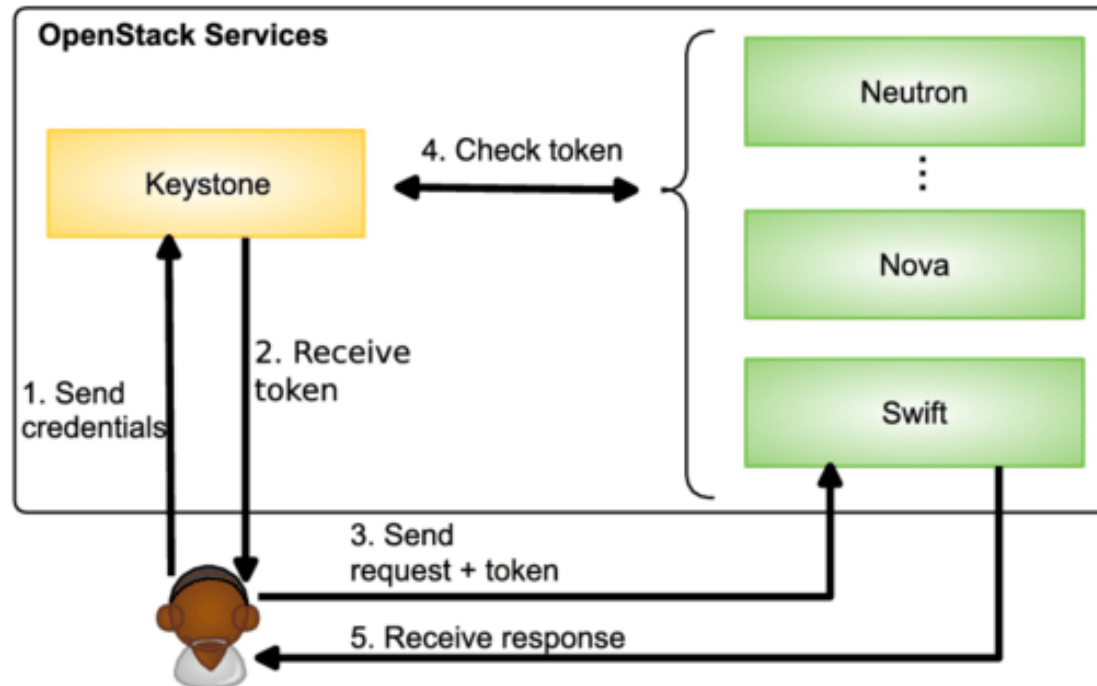 OpenStack Services
Neutron
4. Check token
Keystone
⋮
Nova
2. Receive
token
1. Send
credentials
Swift
3. Send
request + token
5. Receive response